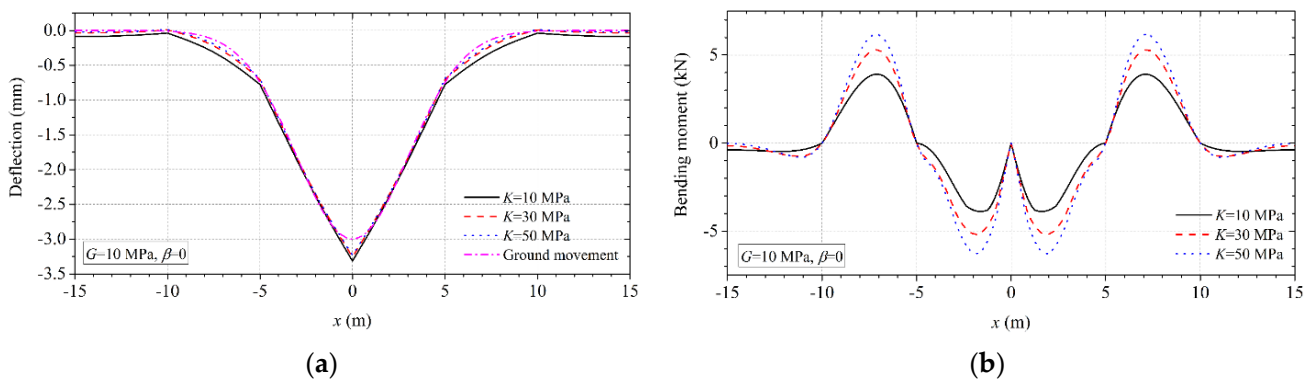 0.0
-0.5
-1.0
-1.5
-2.0
-2.5
-3.0
-3.5
Deflection (mm)
K=10 MPa
K=30 MPa
K=50 MPa
Ground movement
G=10 MPa, β=0
-15 -10 -5 0 5 10 15
x (m)
(a)
5
0
-5
Bending moment (kN)
K=10 MPa
K=30 MPa
K=50 MPa
G=10 MPa, β=0
-15 -10 -5 0 5 10 15
x (m)
(b)